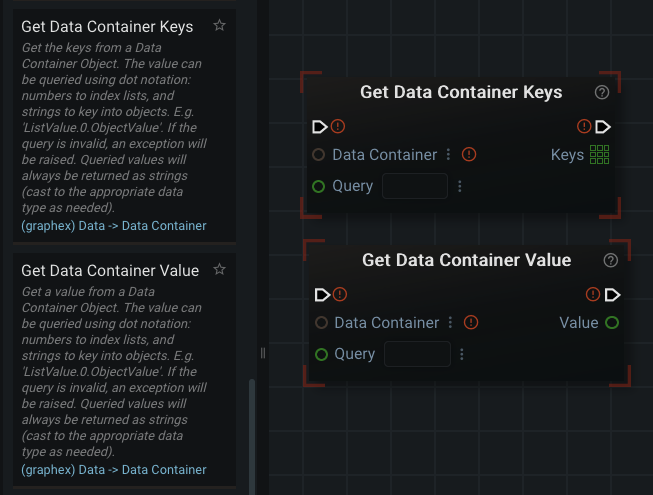 Get Data Container Keys
Get the keys from a Data
Container Object. The value can
be queried using dot notation:
numbers to index lists, and
strings to key into objects. E.g.
'ListValue.0.ObjectValue'. If the
query is invalid, an exception will
be raised. Queried values will
always be returned as strings
(cast to the appropriate data
type as needed).
(graphex) Data -> Data Container
Get Data Container Value
Get a value from a Data
Container Object. The value can
be queried using dot notation:
numbers to index lists, and
strings to key into objects. E.g.
'ListValue.0.ObjectValue'. If the
query is invalid, an exception will
be raised. Queried values will
always be returned as strings
(cast to the appropriate data
type as needed).
(graphex) Data -> Data Container
Get Data Container Keys
Data Container
Keys
Query
Get Data Container Value
Data Container
Value
Query